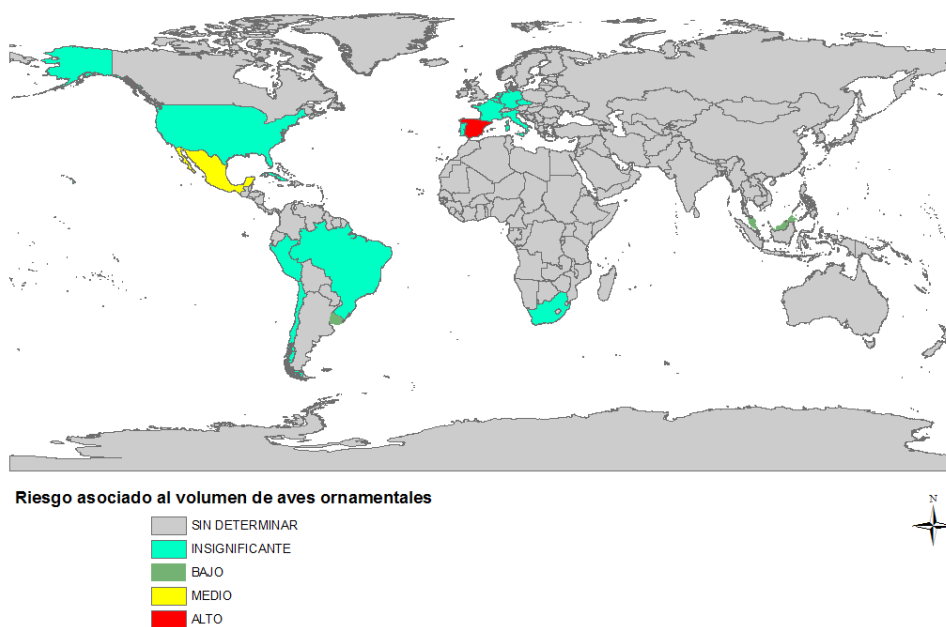 Riesgo asociado al volumen de aves ornamentales
N
SIN DETERMINAR
INSIGNIFICANTE
BAJO
MEDIO
ALTO